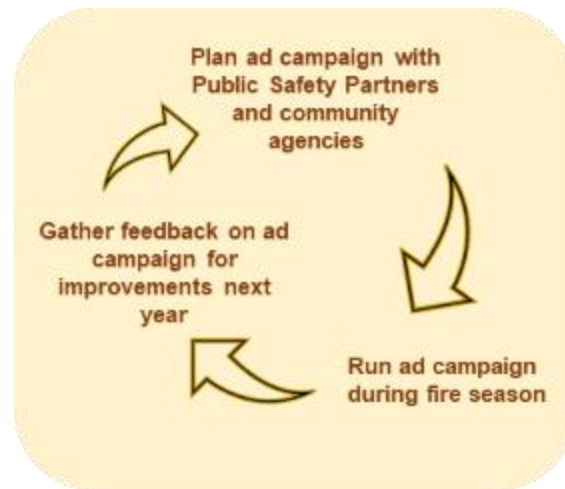 Plan ad campaign with
Public Safety Partners
and community
agencies
Run ad campaign
during fire season
Gather feedback on ad
campaign for
improvements next
year